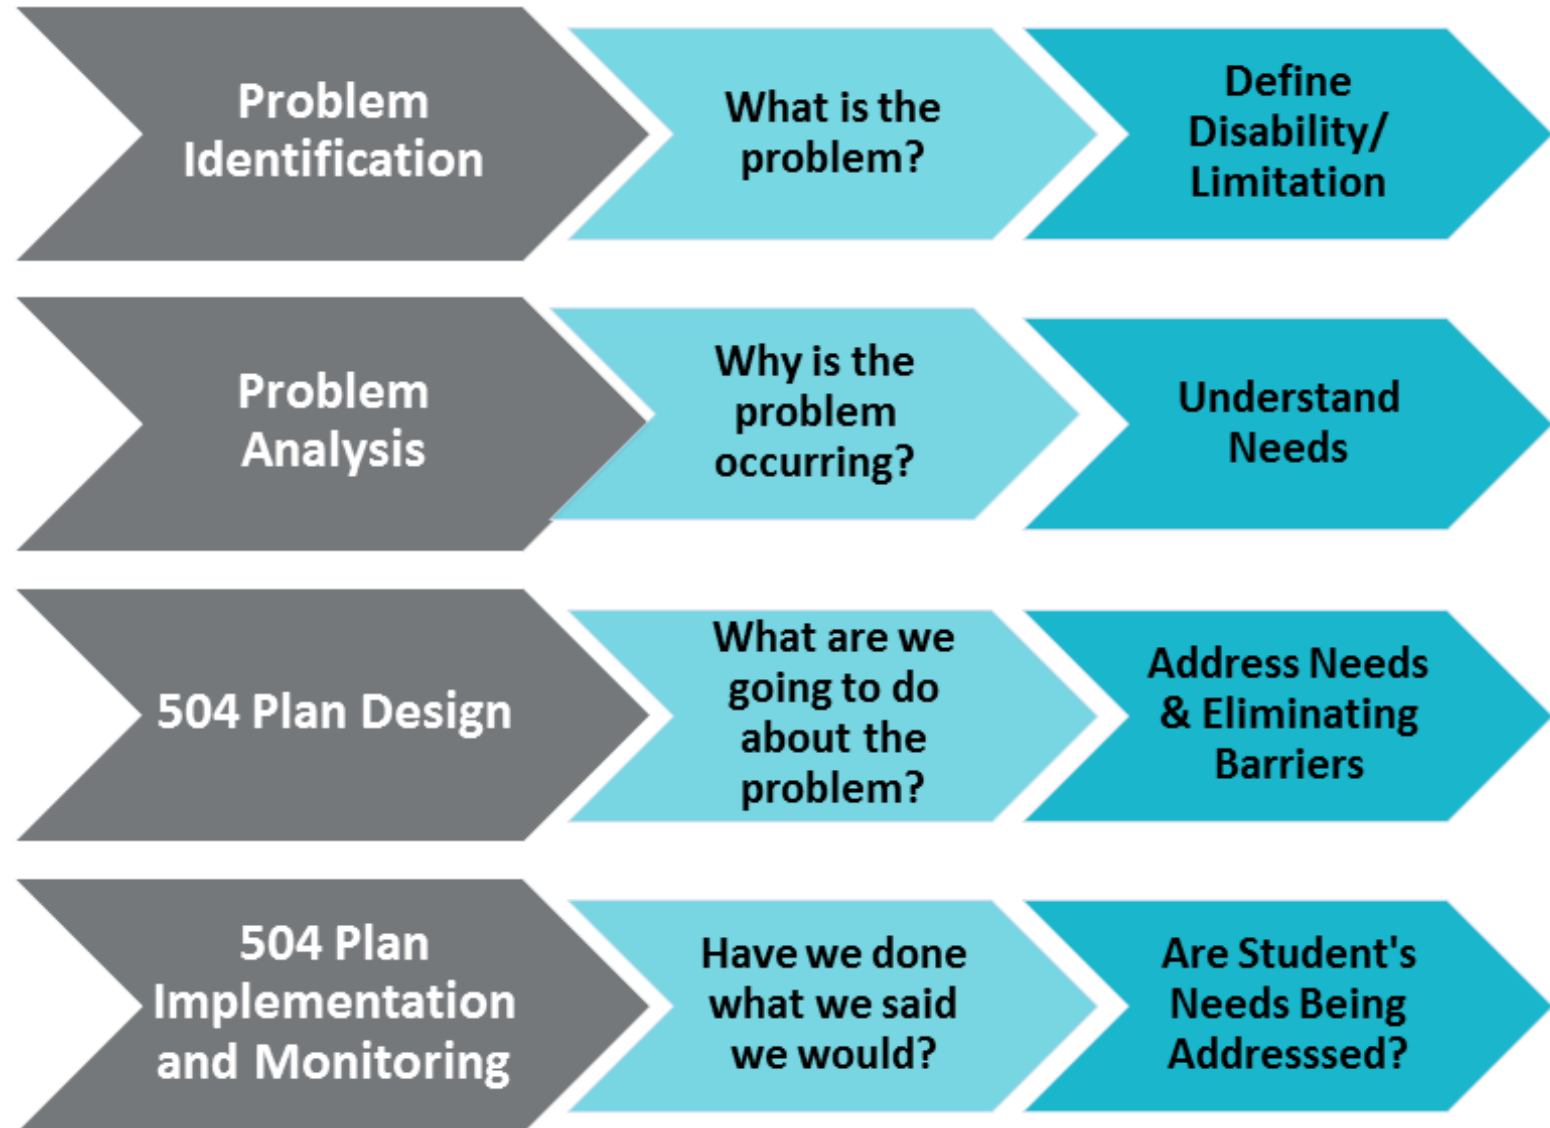 Problem
Identification
What is the
problem?
Define
Disability/
Limitation
Problem
Analysis
Why is the
problem
occurring?
Understand
Needs
504 Plan Design
What are we
going to do
about the
problem?
Address Needs
& Eliminating
Barriers
504 Plan
Implementation
and Monitoring
Have we done
what we said
we would?
Are Student's
Needs Being
Addresssed?